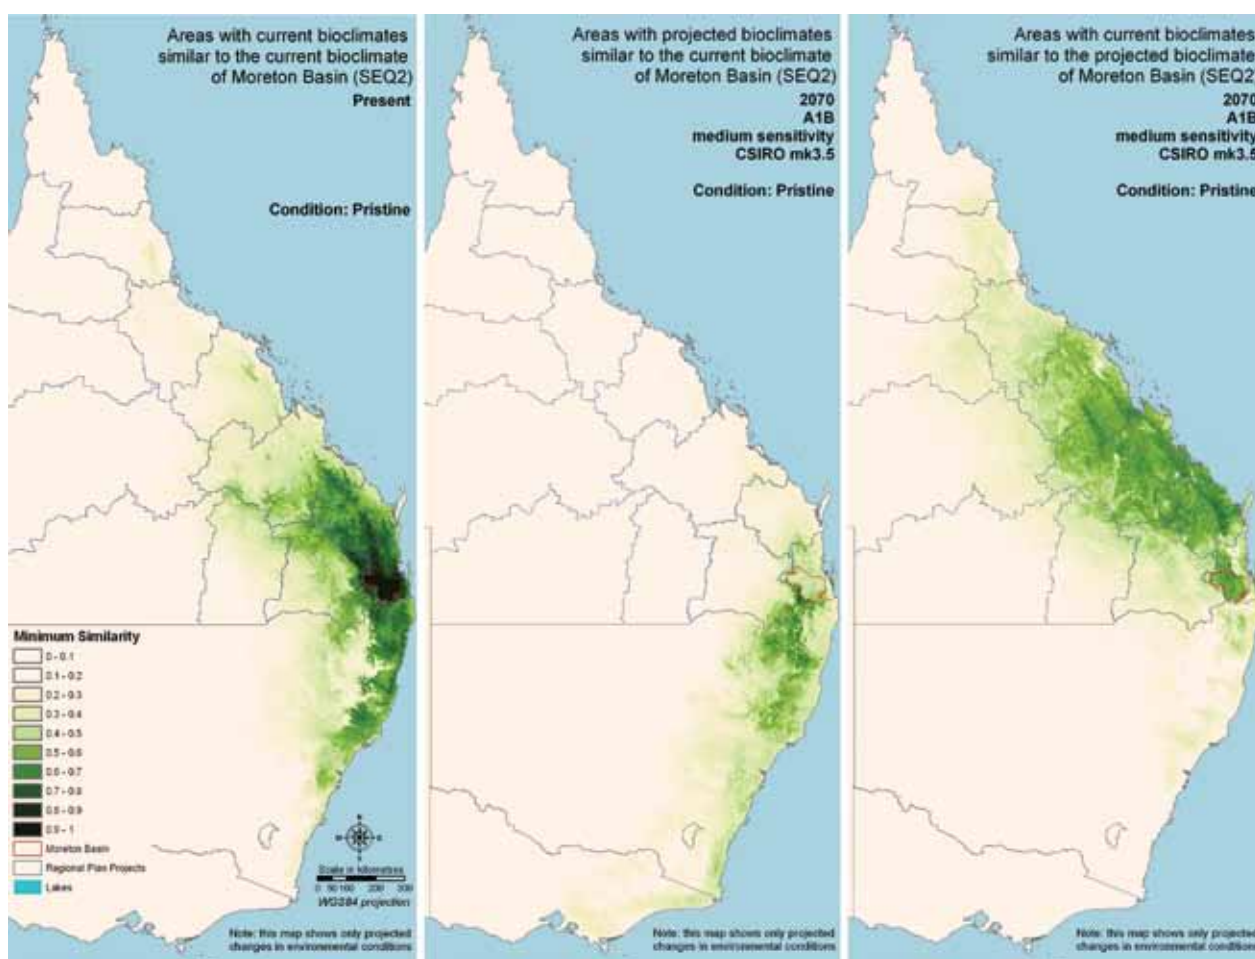 Areas with current bioclimates
similar to the current bioclimate
of Moreton Basin (SEQ2)
Present
Condition: Pristine
Minimum Similarity
0 - 0.1
0.1 - 0.2
0.2 - 0.3
0.3 - 0.4
0.4 - 0.5
0.5 - 0.6
0.6 - 0.7
0.7 - 0.8
0.8 - 0.9
0.9 - 1
Moreton Basin
Regional Plan Projects
Lakes
Scale in kilometres
0 50 100 200 300
WGS84 projection
Note: this map shows only projected
changes in environmental conditions
Areas with projected bioclimates
similar to the current bioclimate
of Moreton Basin (SEQ2)
2070
A1B
medium sensitivity
CSIRO mk3.5
Condition: Pristine
Note: this map shows only projected
changes in environmental conditions
Areas with current bioclimates
similar to the projected bioclimate
of Moreton Basin (SEQ2)
2070
A1B
medium sensitivity
CSIRO mk3.5
Condition: Pristine
Note: this map shows only projected
changes in environmental conditions